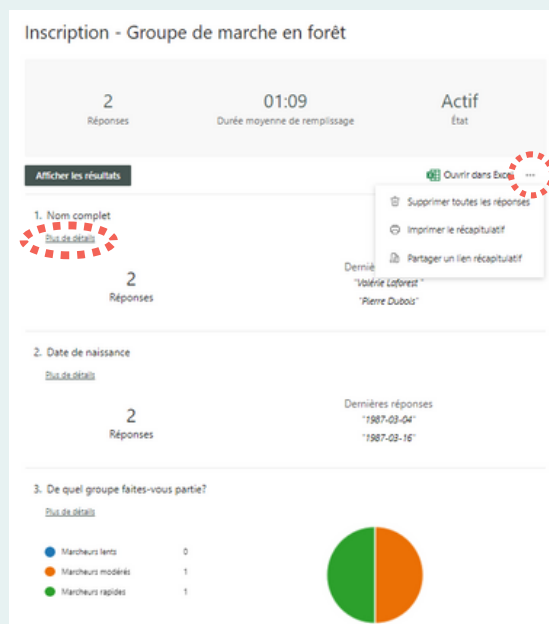 Inscription - Groupe de marche en forêt
2
Réponses
01:09
Durée moyenne de remplissage
Actif
État
Afficher les résultats
Ouvrir dans Excel ...
Supprimer toutes les réponses
Imprimer le récapitulatif
Partager un lien récapitulatif
1. Nom complet
Plus de détails
2
Réponses
Derniè
"Valérie Laforest "
"Pierre Dubois"
2. Date de naissance
Plus de détails
2
Réponses
Dernières réponses
"1987-03-04"
"1987-03-16"
3. De quel groupe faites-vous partie?
Plus de détails
Marcheurs lents 0
Marcheurs modérés 1
Marcheurs rapides 1